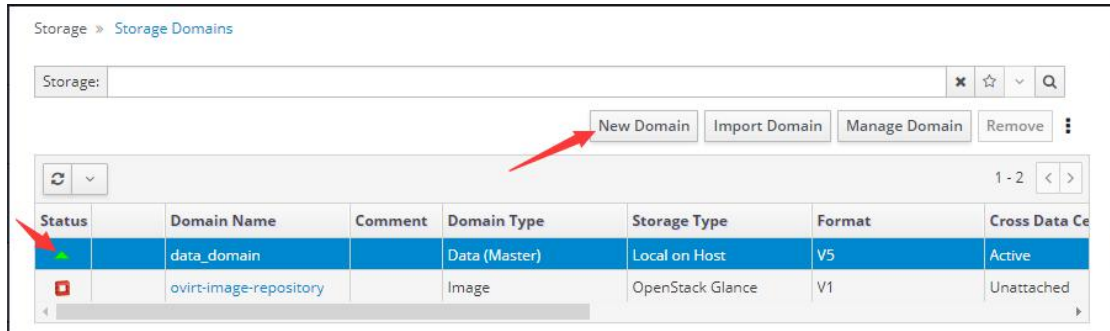 Storage » Storage Domains
Storage:
New Domain Import Domain Manage Domain Remove
1 - 2
Status Domain Name Comment Domain Type Storage Type Format Cross Data Ce
data_domain Data (Master) Local on Host V5 Active
ovirt-image-repository Image OpenStack Glance V1 Unattached